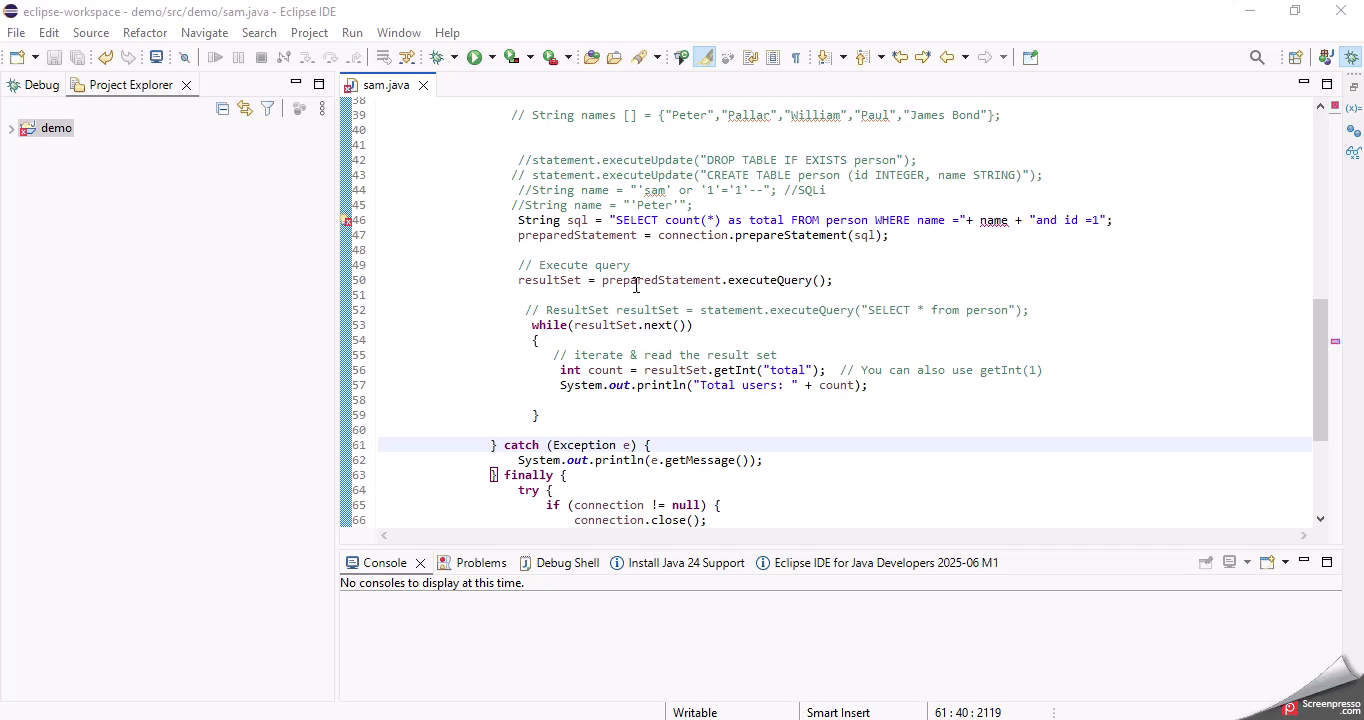 eclipse-workspace - demo/src/demo/sam.java - Eclipse IDE
File Edit Source Refactor Navigate Search Project Run Window Help
Debug Project Explorer sam.java
demo
38
39 // String names [] = {"Peter","Pallar","William","Paul","James Bond"};
40
41
42 //statement.executeUpdate("DROP TABLE IF EXISTS person");
43 // statement.executeUpdate("CREATE TABLE person (id INTEGER, name STRING)");
44 //String name = "'sam' or '1'='1'--"; //SQLi
45 //String name = "'Peter'";
46 String sql = "SELECT count(*) as total FROM person WHERE name ="+ name + "and id =1";
47 preparedStatement = connection.prepareStatement(sql);
48
49 // Execute query
50 resultSet = preparedStatement.executeQuery();
51
52 // ResultSet resultSet = statement.executeQuery("SELECT * from person");
53 while(resultSet.next())
54 {
55 // iterate & read the result set
56 int count = resultSet.getInt("total"); // You can also use getInt(1)
57 System.out.println("Total users: " + count);
58
59 }
60
61 } catch (Exception e) {
62 System.out.println(e.getMessage());
63 } finally {
64 try {
65 if (connection != null) {
66 connection.close();
Console Problems Debug Shell Install Java 24 Support Eclipse IDE for Java Developers 2025-06 M1
No consoles to display at this time.
Writable Smart Insert 61 : 40 : 2119
Screenpresso
.com